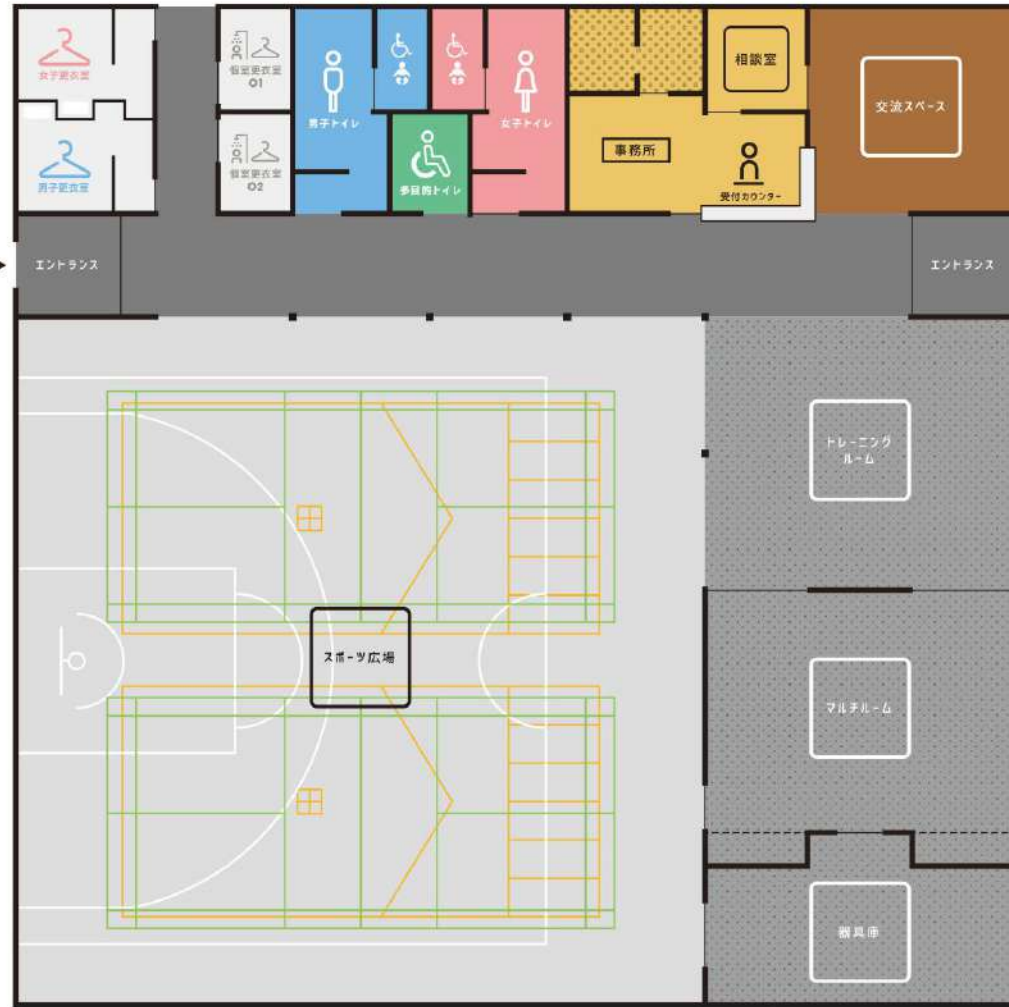 女子更衣室
男子更衣室
個室更衣室
01
個室更衣室
02
男子トイレ
多目的トイレ
女子トイレ
事務所
相談室
受付カウンター
交流スペース
エントランス
エントランス
トレーニング
ルーム
スポーツ広場
マルチルーム
器具庫